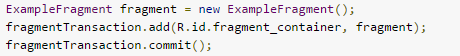 ExampleFragment fragment = new ExampleFragment();
fragmentTransaction.add(R.id.fragment_container, fragment);
fragmentTransaction.commit();